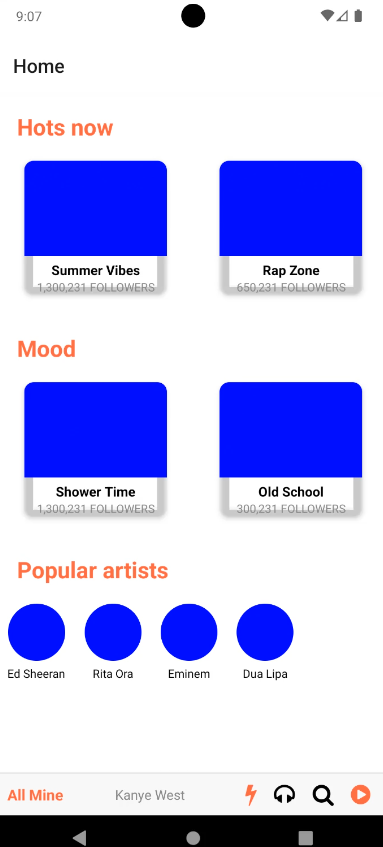 9:07
Home
Hots now
Summer Vibes
1,300,231 FOLLOWERS
Rap Zone
650,231 FOLLOWERS
Mood
Shower Time
1,300,231 FOLLOWERS
Old School
300,231 FOLLOWERS
Popular artists
Ed Sheeran
Rita Ora
Eminem
Dua Lipa
All Mine
Kanye West